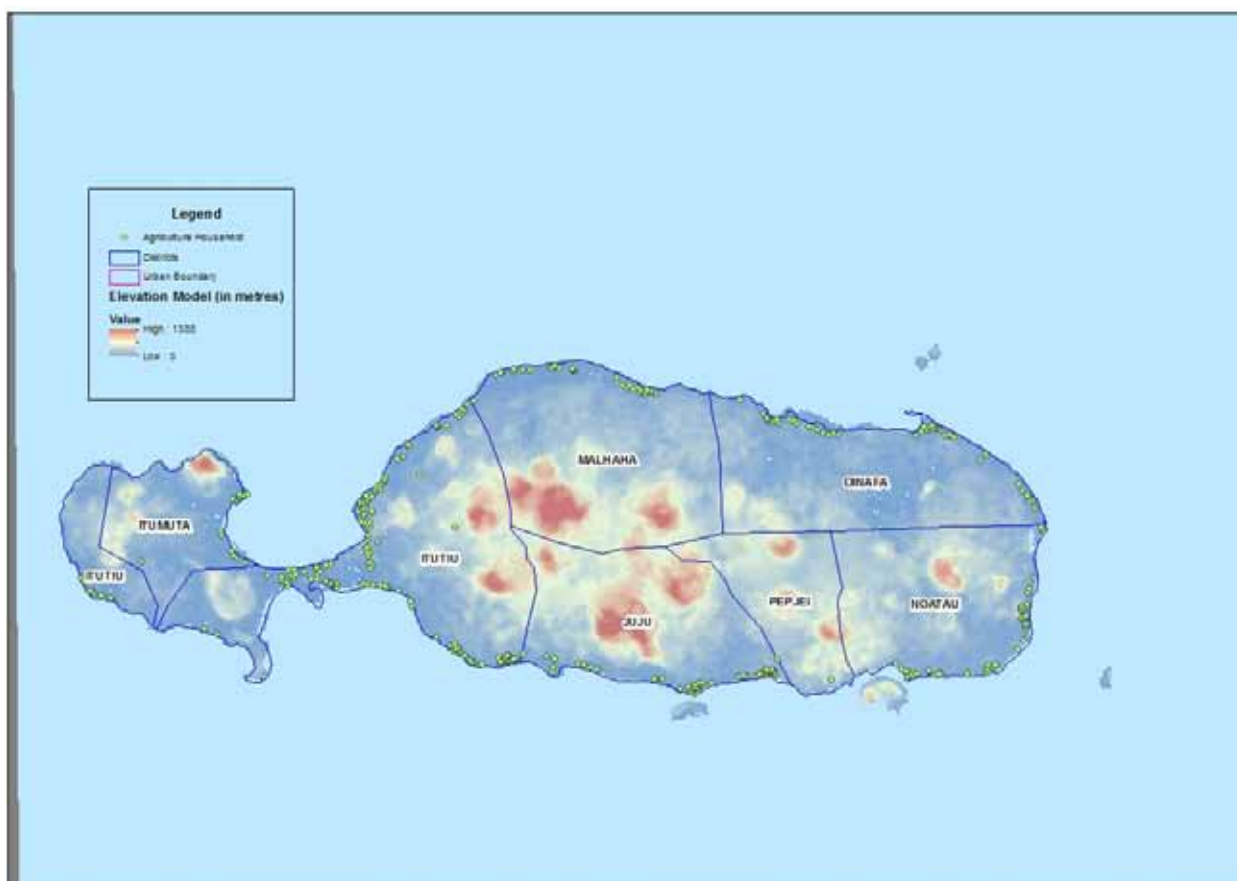 Legend
Agriculture Household
Districts
Urban Boundary
Elevation Model (in metres)
Value
High :
Low : 0
MALHAHA
OINAFA
ITUMUTA
ITUTIU
ITUTIU
PEPJEI
NOATAU
JUJU